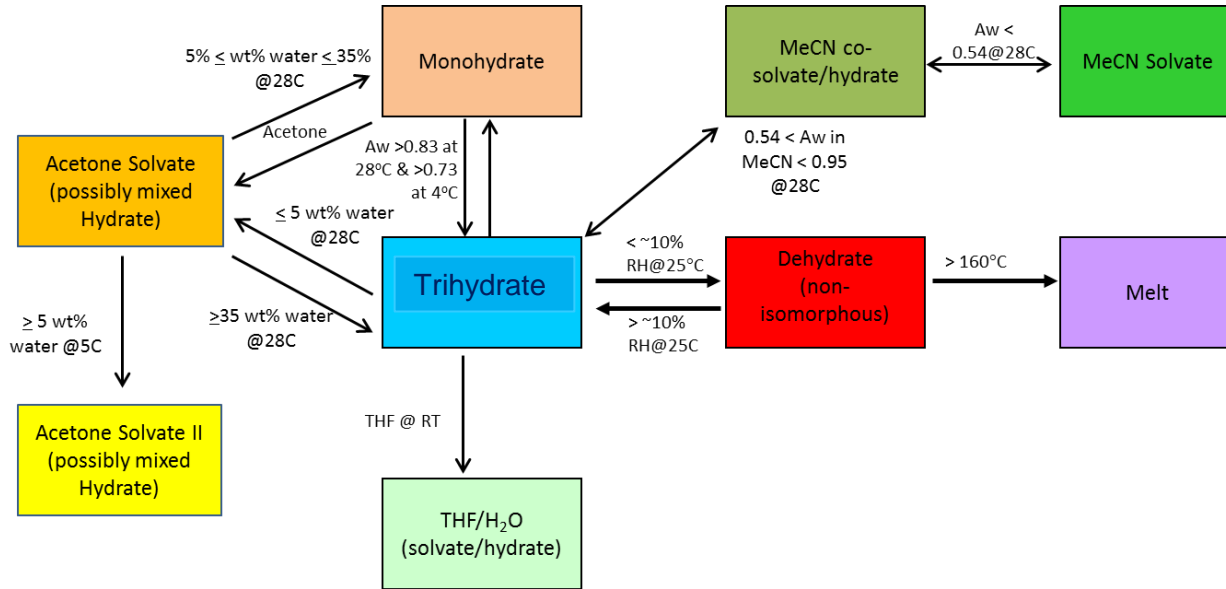 5% ≤ wt% water ≤ 35%
@28C
Monohydrate
MeCN co-
solvate/hydrate
Aw <
0.54@28C
MeCN Solvate
Acetone
Acetone Solvate
(possibly mixed
Hydrate)
Aw >0.83 at
28°C & >0.73
at 4°C
0.54 < Aw in
MeCN < 0.95
@28C
≤ 5 wt% water
@28C
Trihydrate
< ~10%
RH@25°C
Dehydrate
(non-
isomorphous)
> 160°C
Melt
≥35 wt% water
@28C
> ~10%
RH@25C
≥ 5 wt%
water @5C
Acetone Solvate II
(possibly mixed
Hydrate)
THF @ RT
THF/H₂O
(solvate/hydrate)